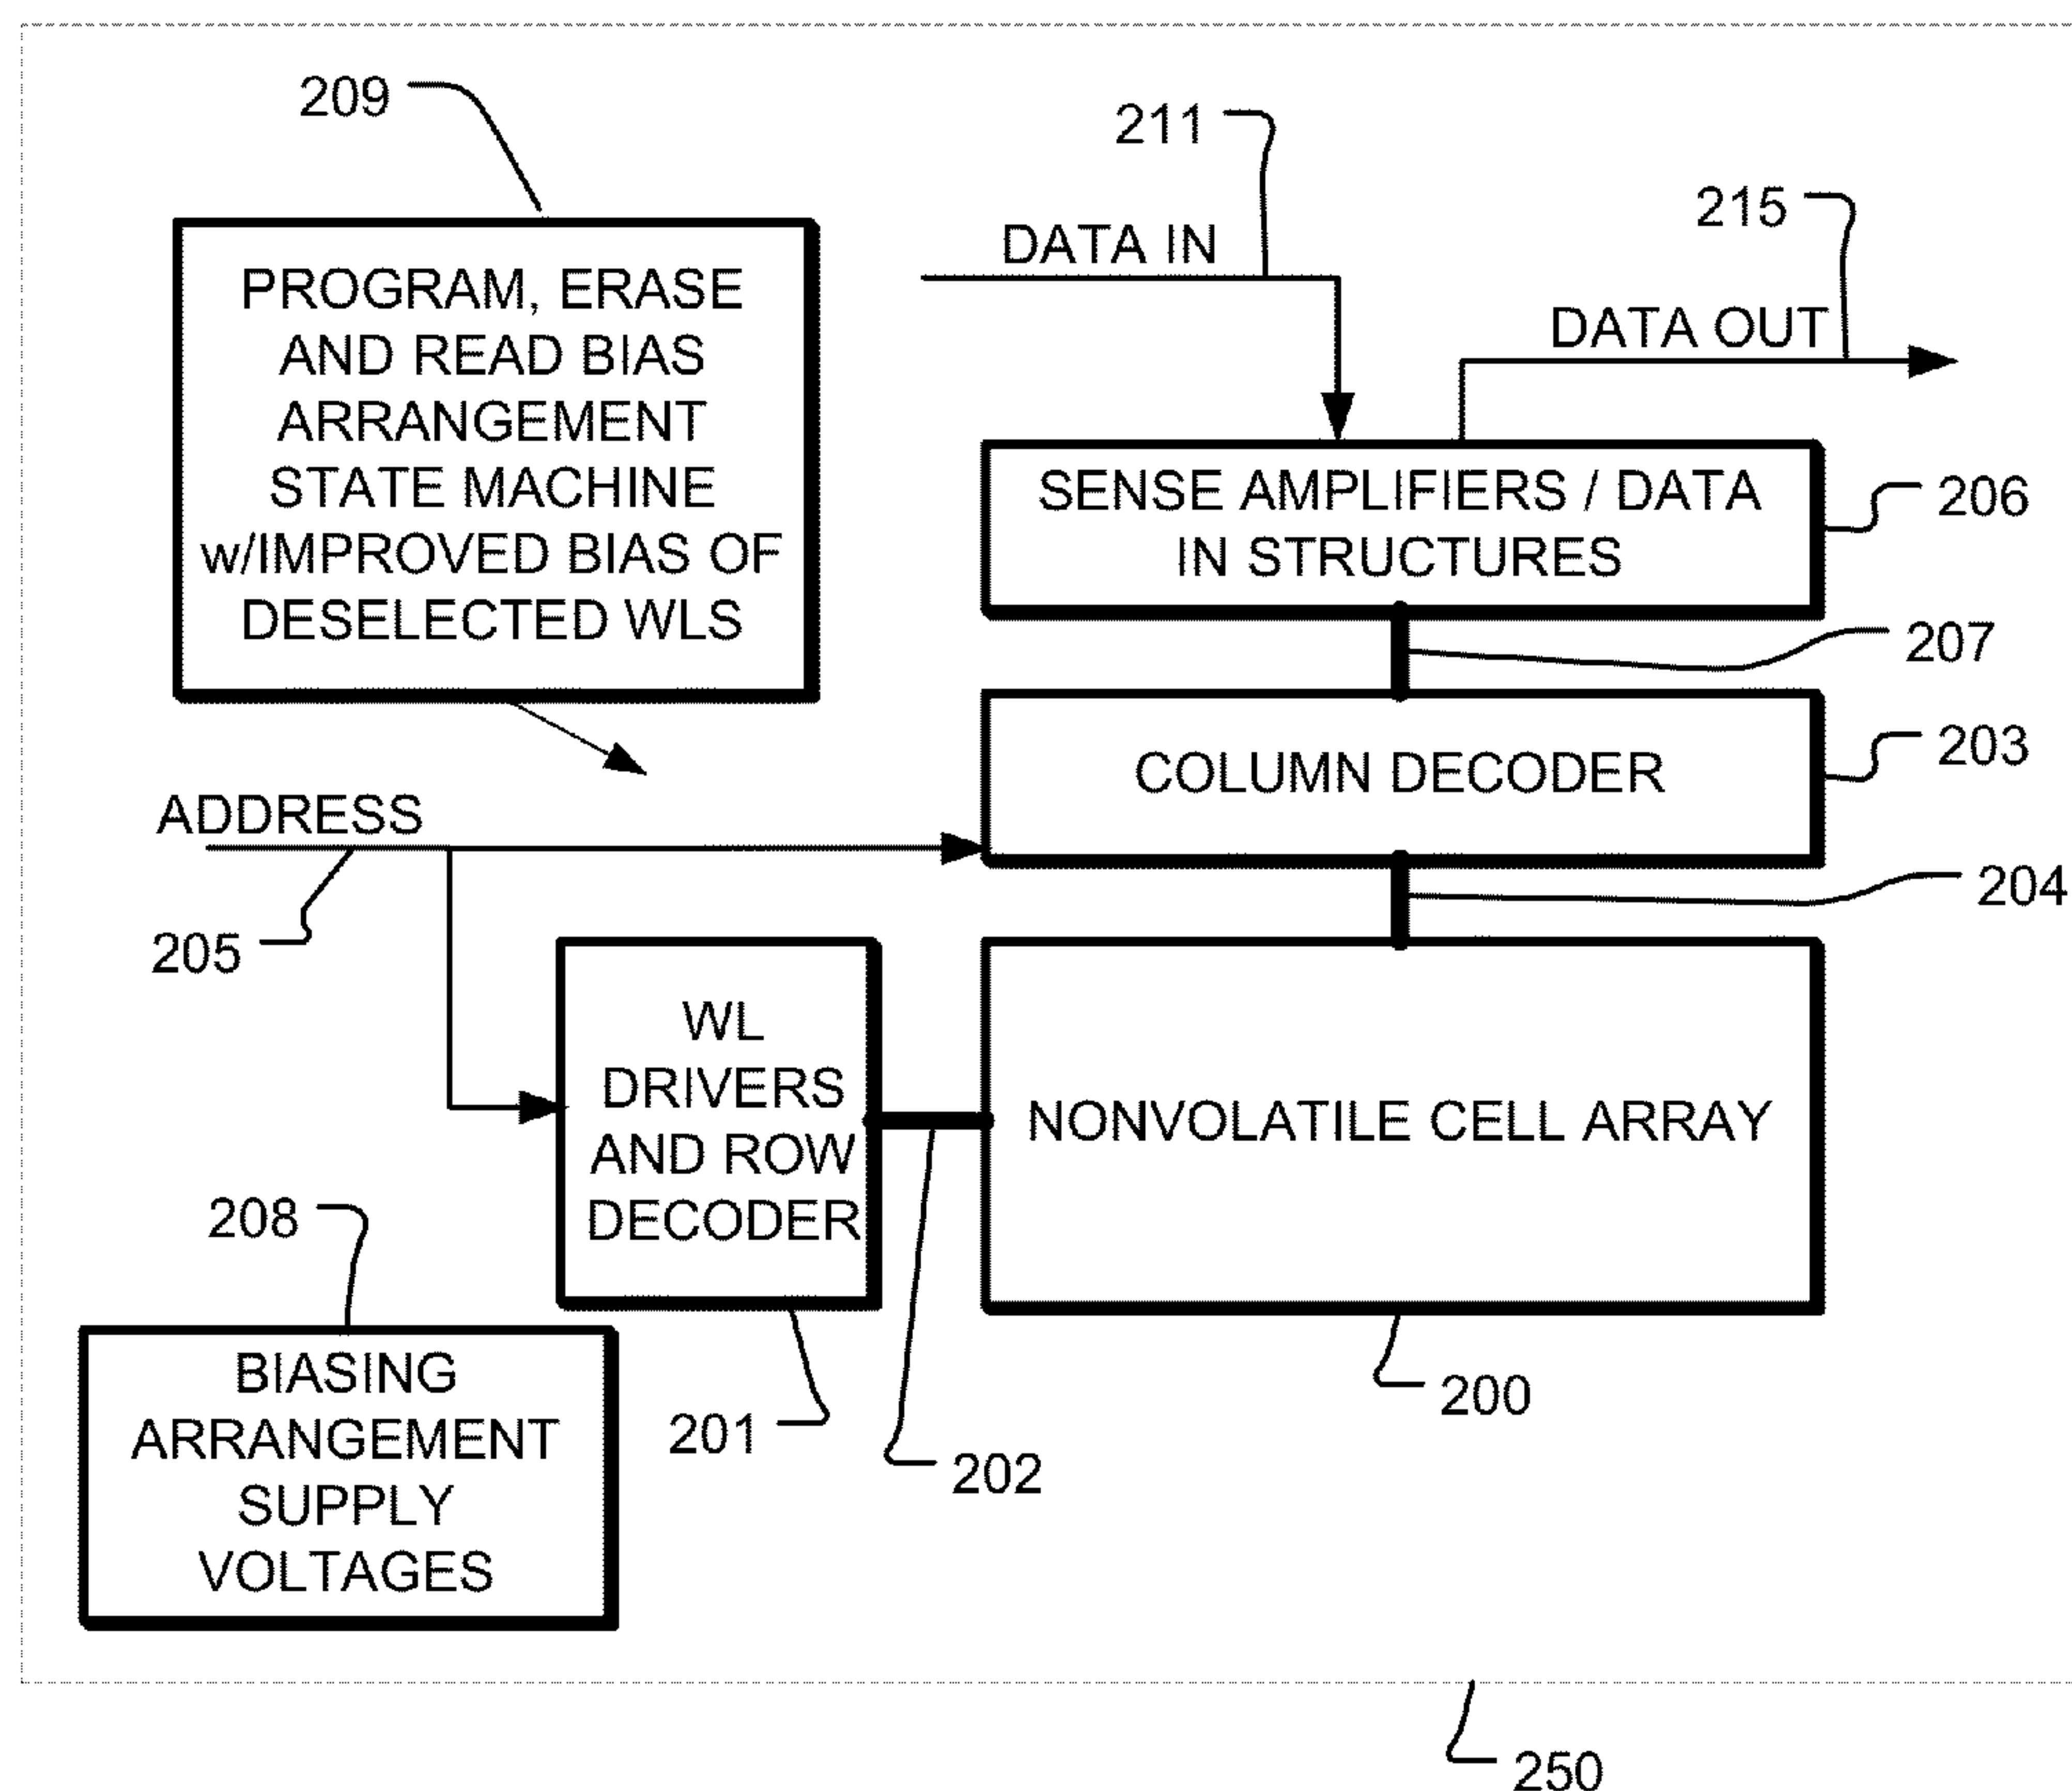 209
211
215
DATA IN
DATA OUT
PROGRAM, ERASE
AND READ BIAS
ARRANGEMENT
STATE MACHINE
w/IMPROVED BIAS OF
DESELECTED WLS
SENSE AMPLIFIERS / DATA
IN STRUCTURES
206
207
COLUMN DECODER
203
ADDRESS
204
205
WL
DRIVERS
AND ROW
DECODER
NONVOLATILE CELL ARRAY
208
BIASING
ARRANGEMENT
SUPPLY
VOLTAGES
201
202
200
250